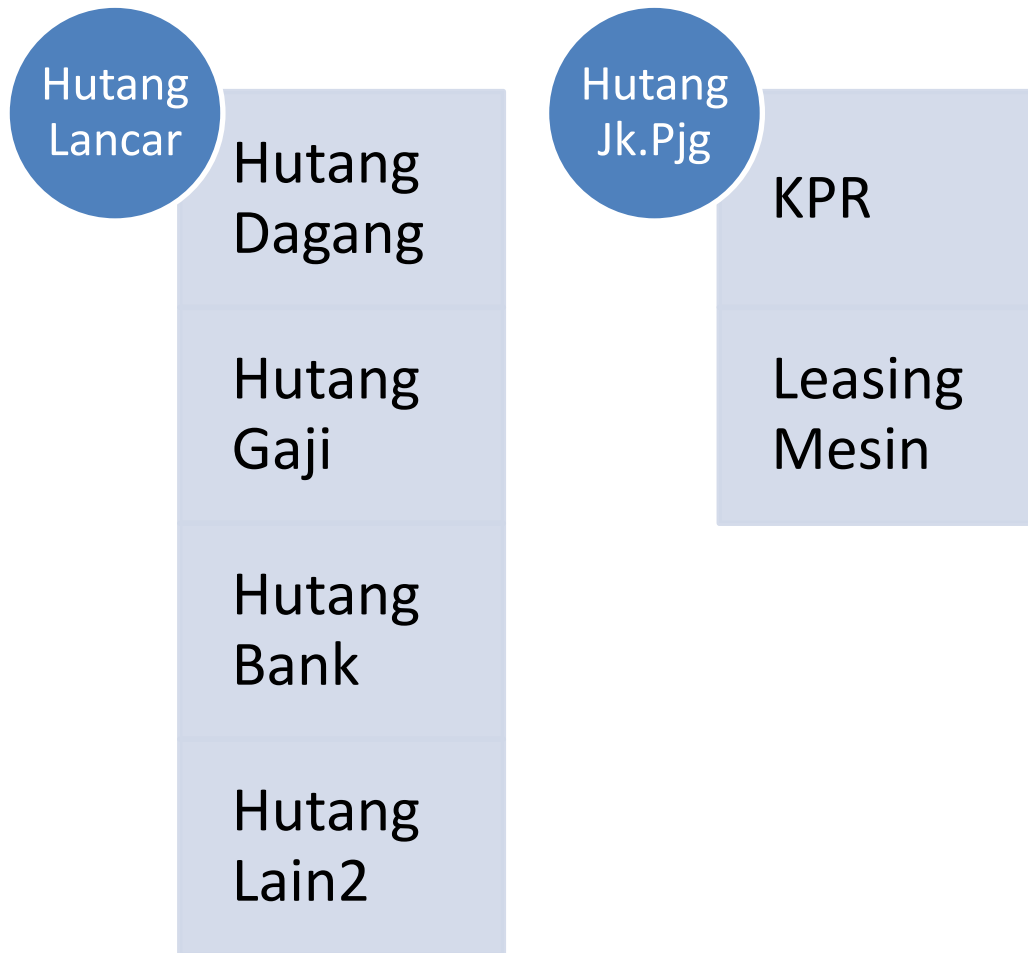 Hutang
Lancar
Hutang
Dagang
Hutang
Gaji
Hutang
Bank
Hutang
Lain2
Hutang
Jk.Pjg
KPR
Leasing
Mesin